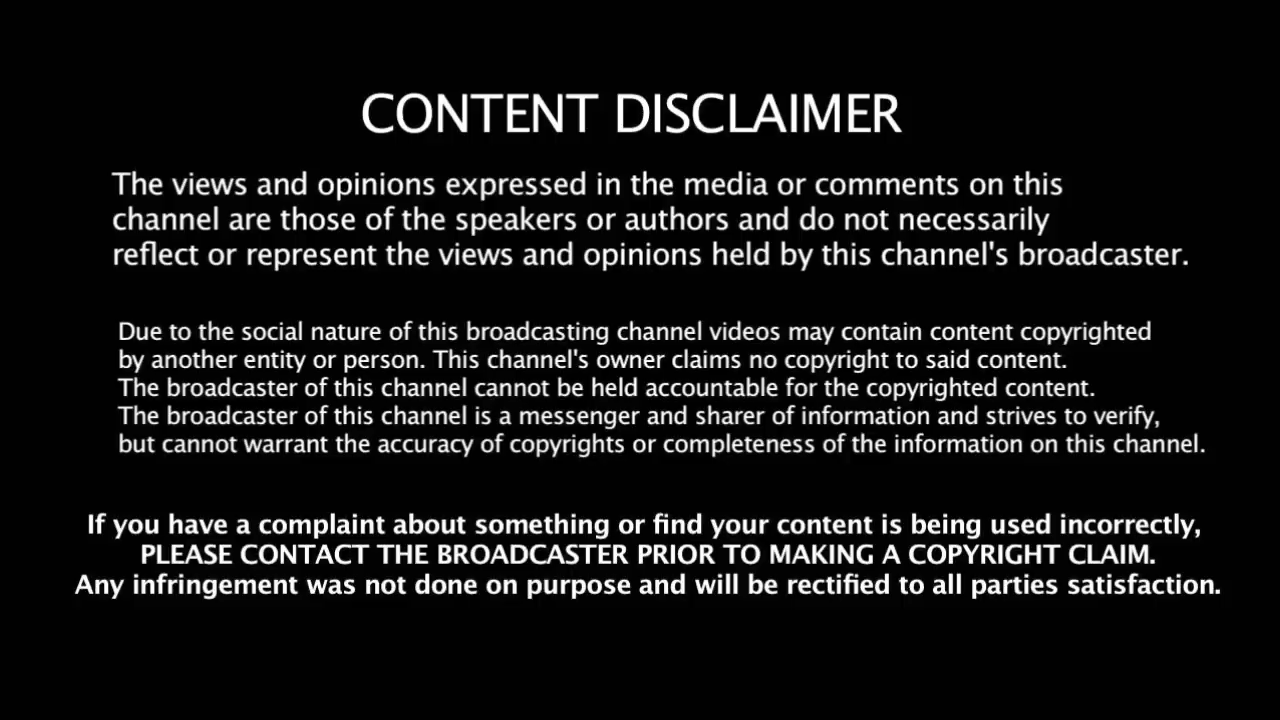 CONTENT DISCLAIMER
The views and opinions expressed in the media or comments on this
channel are those of the speakers or authors and do not necessarily
reflect or represent the views and opinions held by this channel's broadcaster.
Due to the social nature of this broadcasting channel videos may contain content copyrighted
by another entity or person. This channel's owner claims no copyright to said content.
The broadcaster of this channel cannot be held accountable for the copyrighted content.
The broadcaster of this channel is a messenger and sharer of information and strives to verify,
but cannot warrant the accuracy of copyrights or completeness of the information on this channel.
If you have a complaint about something or find your content is being used incorrectly,
PLEASE CONTACT THE BROADCASTER PRIOR TO MAKING A COPYRIGHT CLAIM.
Any infringement was not done on purpose and will be rectified to all parties satisfaction.